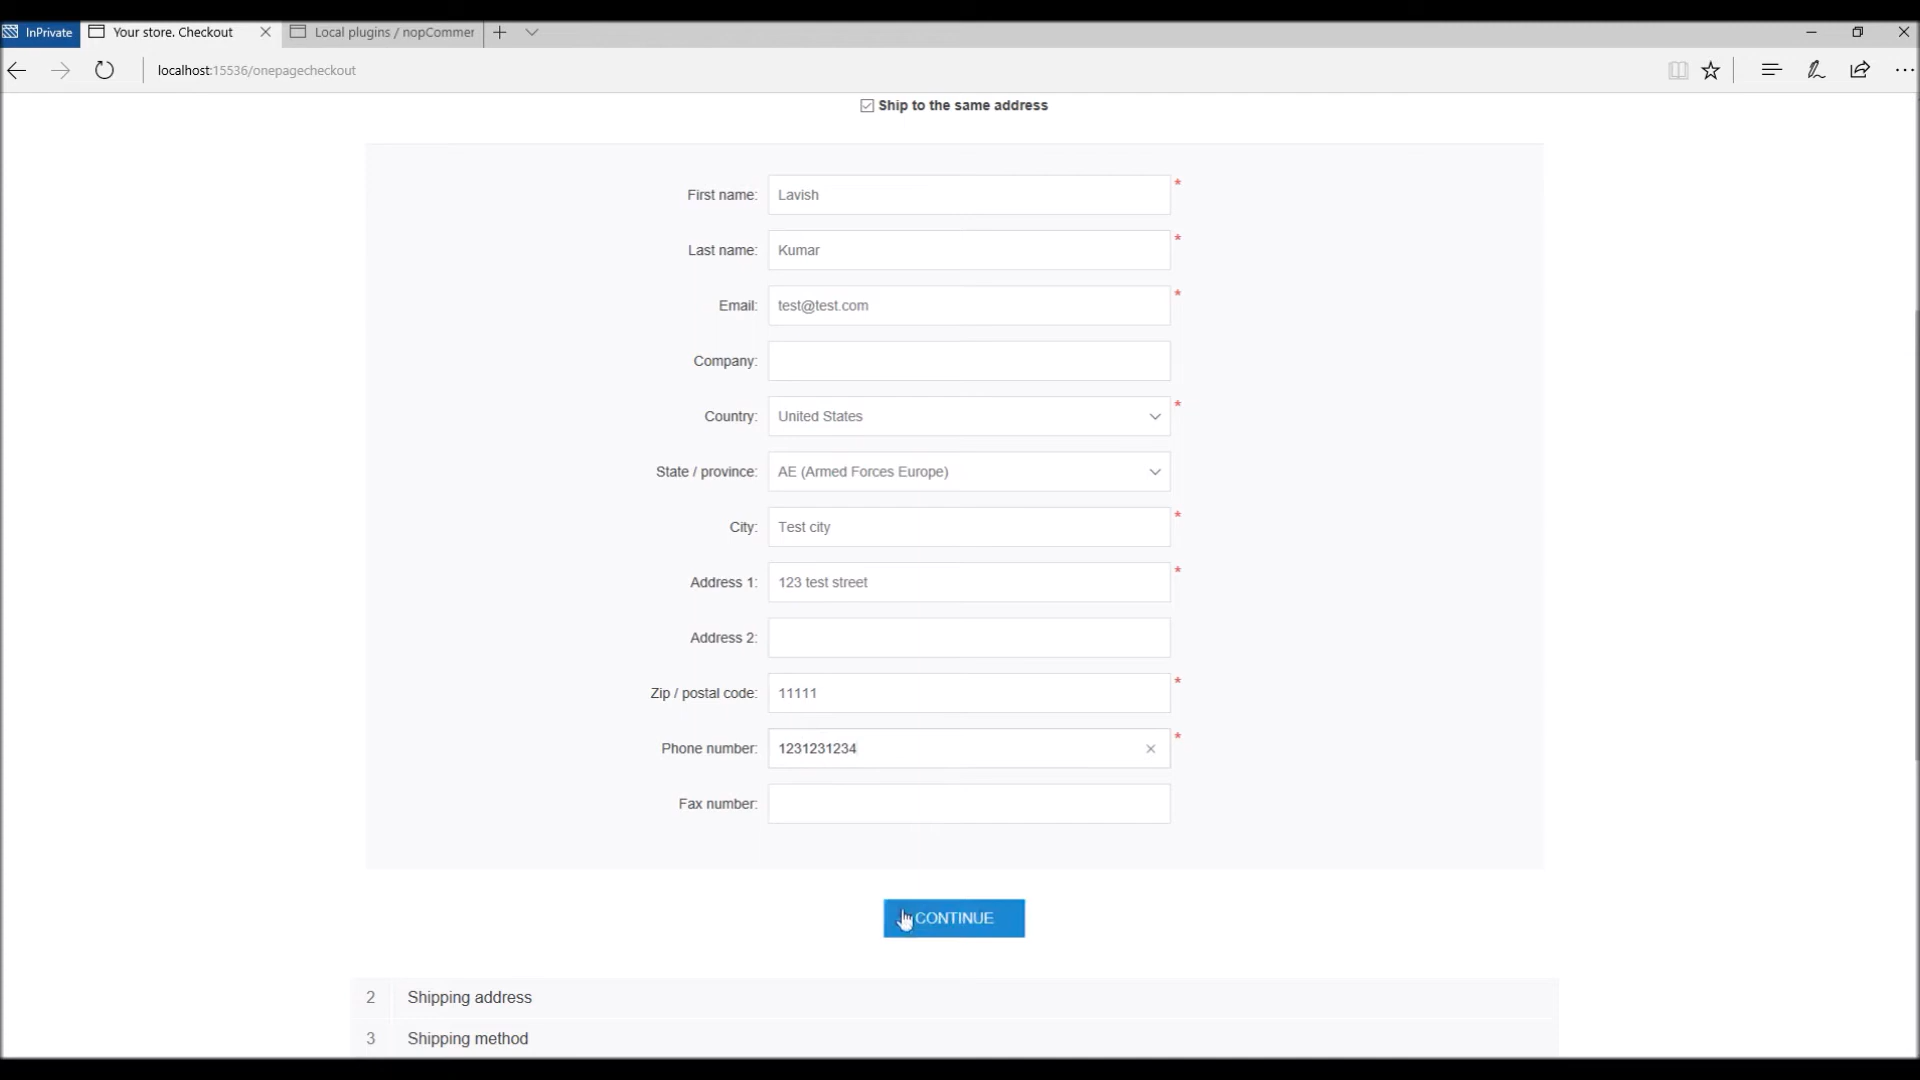 InPrivate
Your store. Checkout
Local plugins / nopCommer
localhost:15536/onepagecheckout
Ship to the same address
First name: Lavish *
Last name: Kumar *
Email: test@test.com *
Company:
Country: United States *
State / province: AE (Armed Forces Europe)
City: Test city *
Address 1: 123 test street *
Address 2:
Zip / postal code: 11111 *
Phone number: 1231231234 *
Fax number:
CONTINUE
2 Shipping address
3 Shipping method